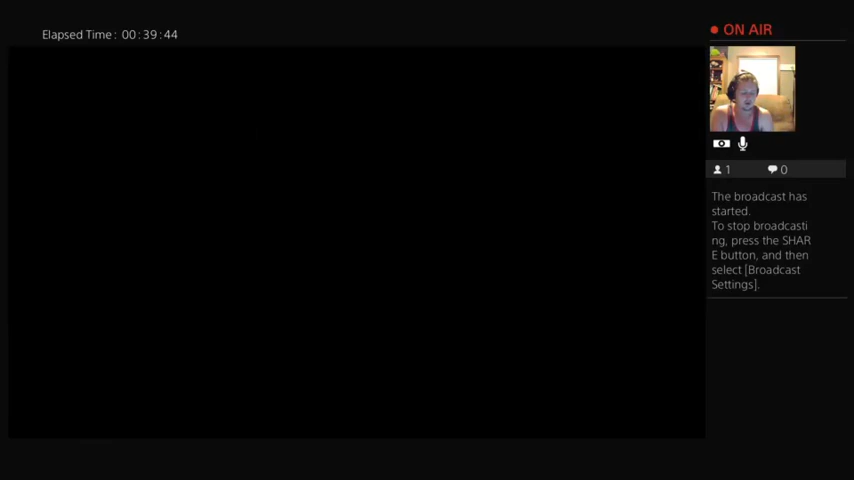 Elapsed Time: 00:39:44
ON AIR
1 0
The broadcast has
started.
To stop broadcasti
ng, press the SHAR
E button, and then
select [Broadcast
Settings].